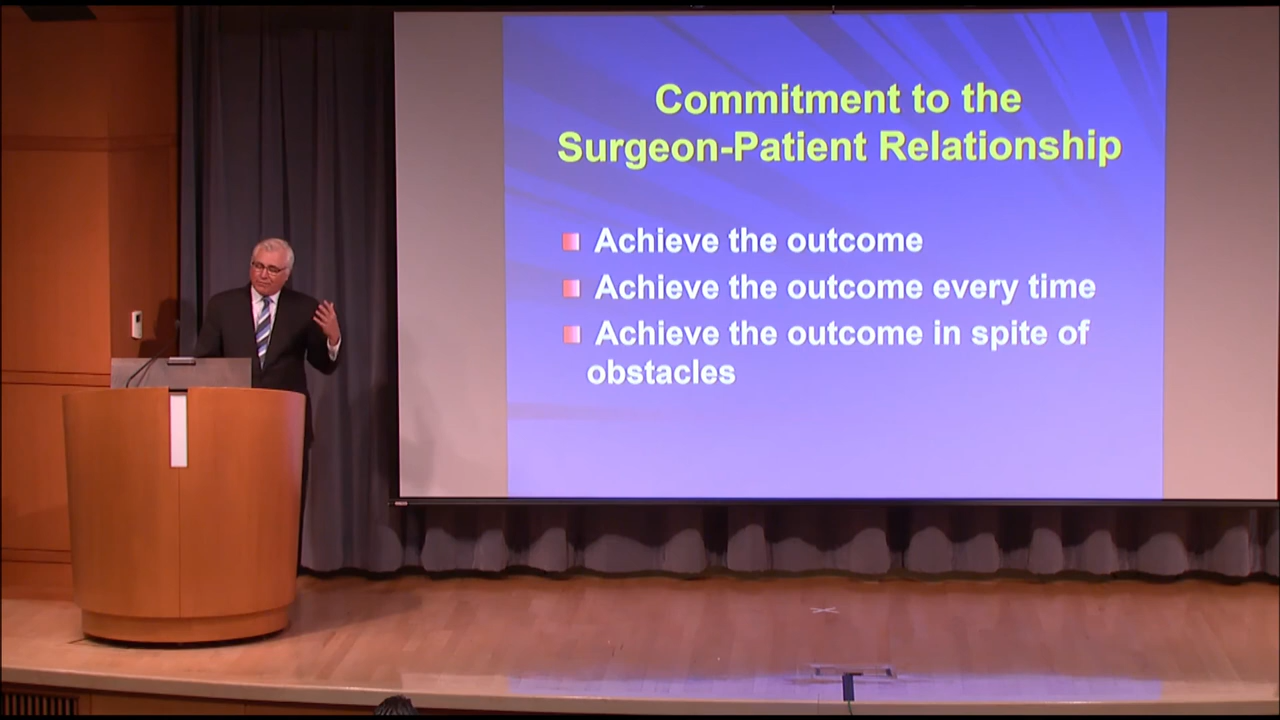 Commitment to the
Surgeon-Patient Relationship
Achieve the outcome
Achieve the outcome every time
Achieve the outcome in spite of
obstacles